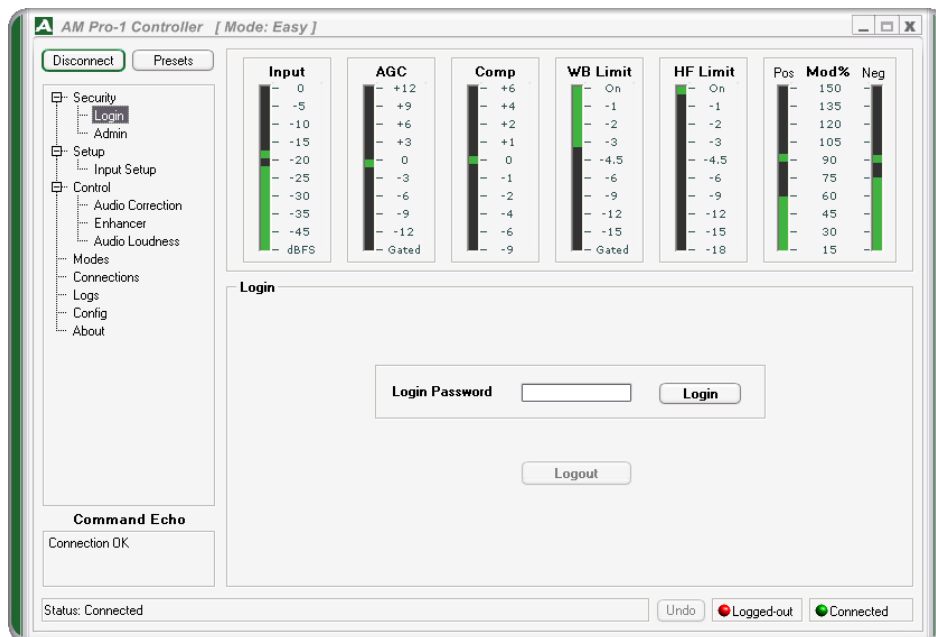 A AM Pro-1 Controller [ Mode: Easy ]
Disconnect Presets
Security
Login
Admin
Setup
Input Setup
Control
Audio Correction
Enhancer
Audio Loudness
Modes
Connections
Logs
Config
About
Input
0
-5
-10
-15
-20
-25
-30
-35
-45
dBFS
AGC
+12
+9
+6
+3
0
-3
-6
-9
-12
Gated
Comp
+6
+4
+2
+1
0
-1
-2
-4
-6
-9
WB Limit
On
-1
-2
-3
-4.5
-6
-9
-12
-15
Gated
HF Limit
On
-1
-2
-3
-4.5
-6
-9
-12
-15
-18
Pos Mod% Neg
150
135
120
105
90
75
60
45
30
15
Login
Login Password Login
Logout
Command Echo
Connection OK
Status: Connected Undo Logged-out Connected